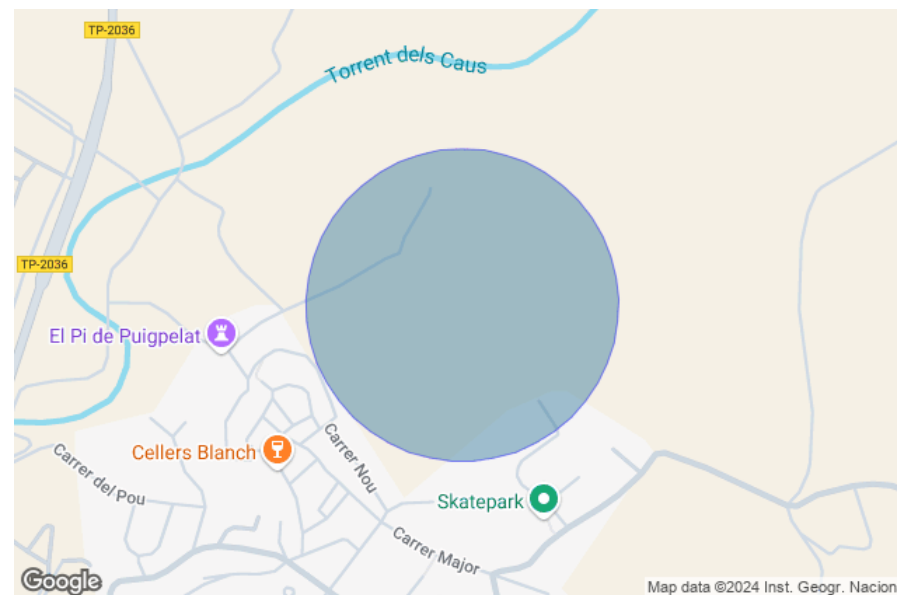 TP-2036
Torrent dels Caus
TP-2036
El Pi de Puigpelat
Cellers Blanch
Carrer Nou
Carrer del Pou
Skatepark
Carrer Major
Google
Map data ©2024 Inst. Geogr. Nacion